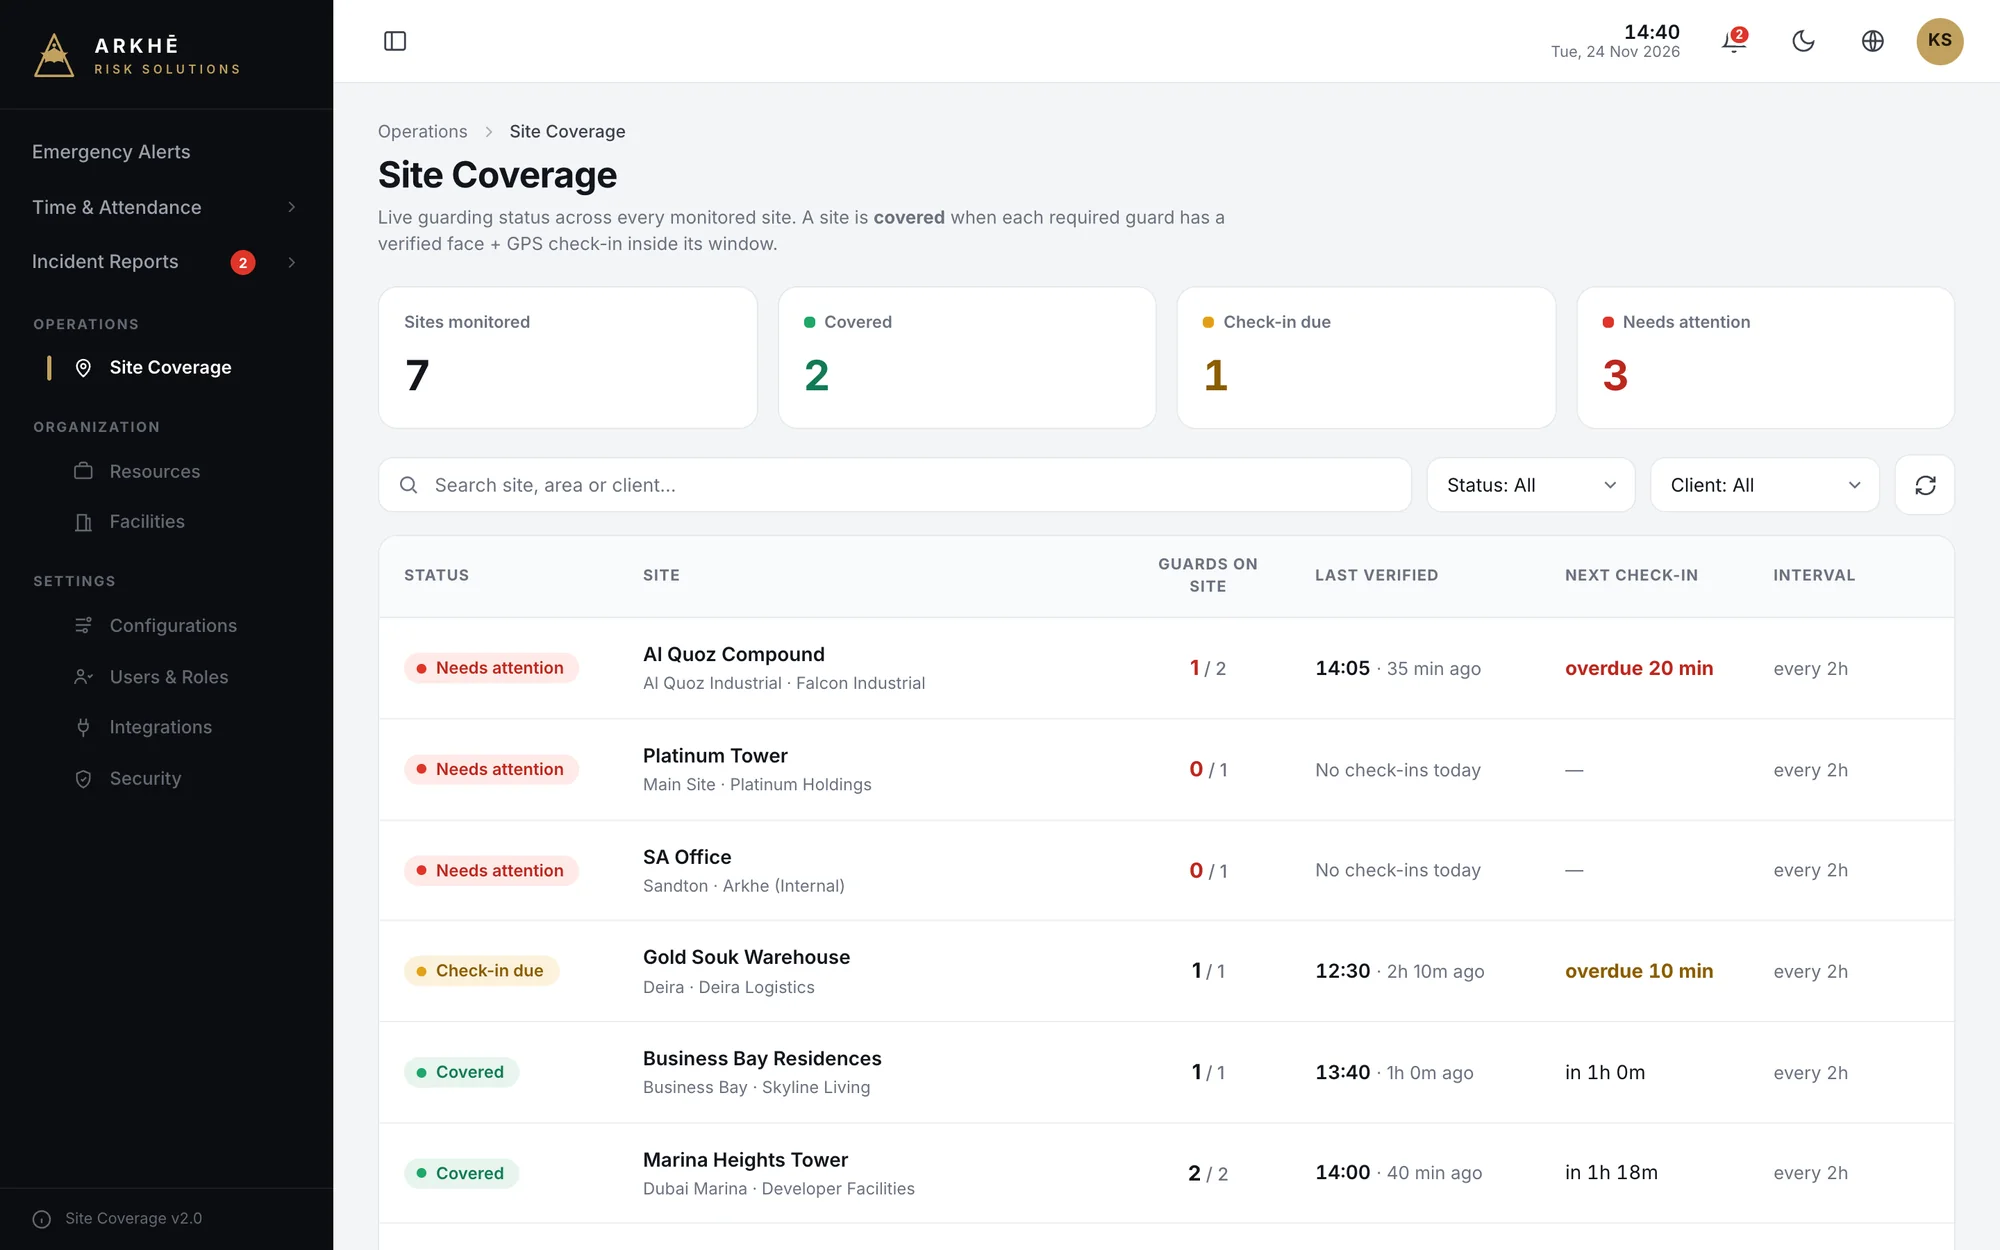 ARKHĒ
RISK SOLUTIONS
Emergency Alerts
Time & Attendance
Incident Reports 2
OPERATIONS
Site Coverage
ORGANIZATION
Resources
Facilities
SETTINGS
Configurations
Users & Roles
Integrations
Security
Site Coverage v2.0
14:40
Tue, 24 Nov 2026
2
KS
Operations > Site Coverage
Site Coverage
Live guarding status across every monitored site. A site is covered when each required guard has a
verified face + GPS check-in inside its window.
Sites monitored
7
Covered
2
Check-in due
1
Needs attention
3
Search site, area or client...
Status: All
Client: All
STATUS SITE GUARDS ON SITE LAST VERIFIED NEXT CHECK-IN INTERVAL
Needs attention Al Quoz Compound 1 / 2 14:05 · 35 min ago overdue 20 min every 2h
Al Quoz Industrial · Falcon Industrial
Needs attention Platinum Tower 0 / 1 No check-ins today — every 2h
Main Site · Platinum Holdings
Needs attention SA Office 0 / 1 No check-ins today — every 2h
Sandton · Arkhe (Internal)
Check-in due Gold Souk Warehouse 1 / 1 12:30 · 2h 10m ago overdue 10 min every 2h
Deira · Deira Logistics
Covered Business Bay Residences 1 / 1 13:40 · 1h 0m ago in 1h 0m every 2h
Business Bay · Skyline Living
Covered Marina Heights Tower 2 / 2 14:00 · 40 min ago in 1h 18m every 2h
Dubai Marina · Developer Facilities